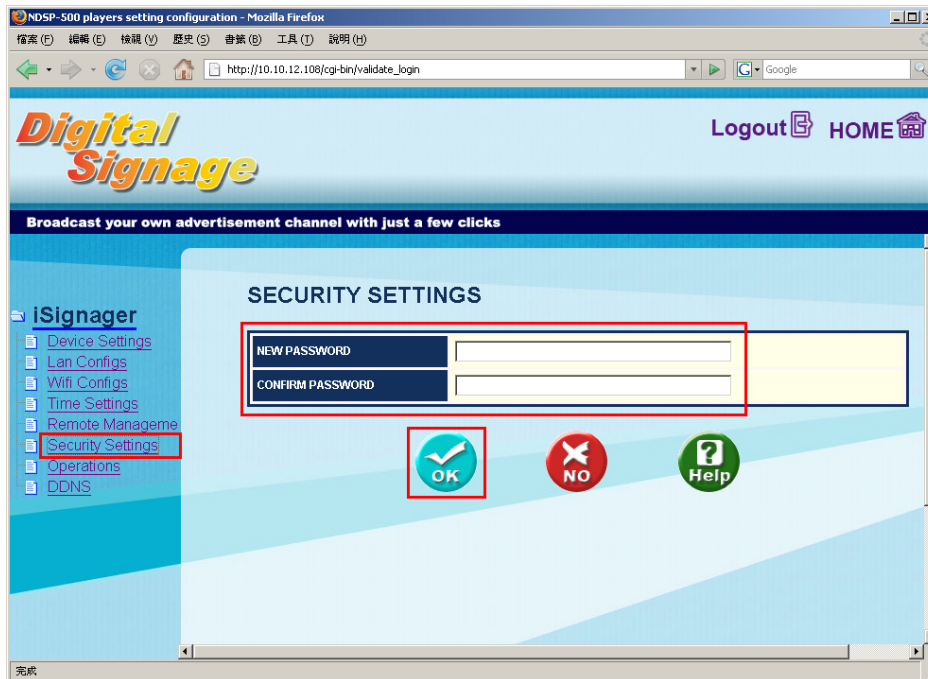 NDSP-500 players setting configuration - Mozilla Firefox
檔案(F) 編輯(E) 檢視(V) 歷史(S) 書籤(B) 工具(T) 說明(H)
http://10.10.12.108/cgi-bin/validate_login
G Google
Digital
Signage
Logout HOME
Broadcast your own advertisement channel with just a few clicks
SECURITY SETTINGS
iSignager
Device Settings
Lan Configs
Wifi Configs
Time Settings
Remote Manageme
Security Settings
Operations
DDNS
NEW PASSWORD
CONFIRM PASSWORD
OK
NO
?
Help
完成